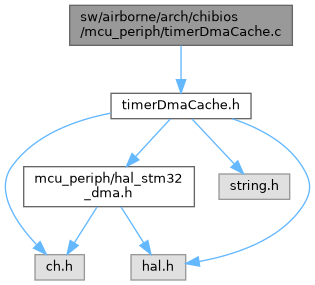 sw/airborne/arch/chibios
/mcu_periph/timerDmaCache.c
timerDmaCache.h
mcu_periph/hal_stm32
_dma.h
string.h
ch.h
hal.h